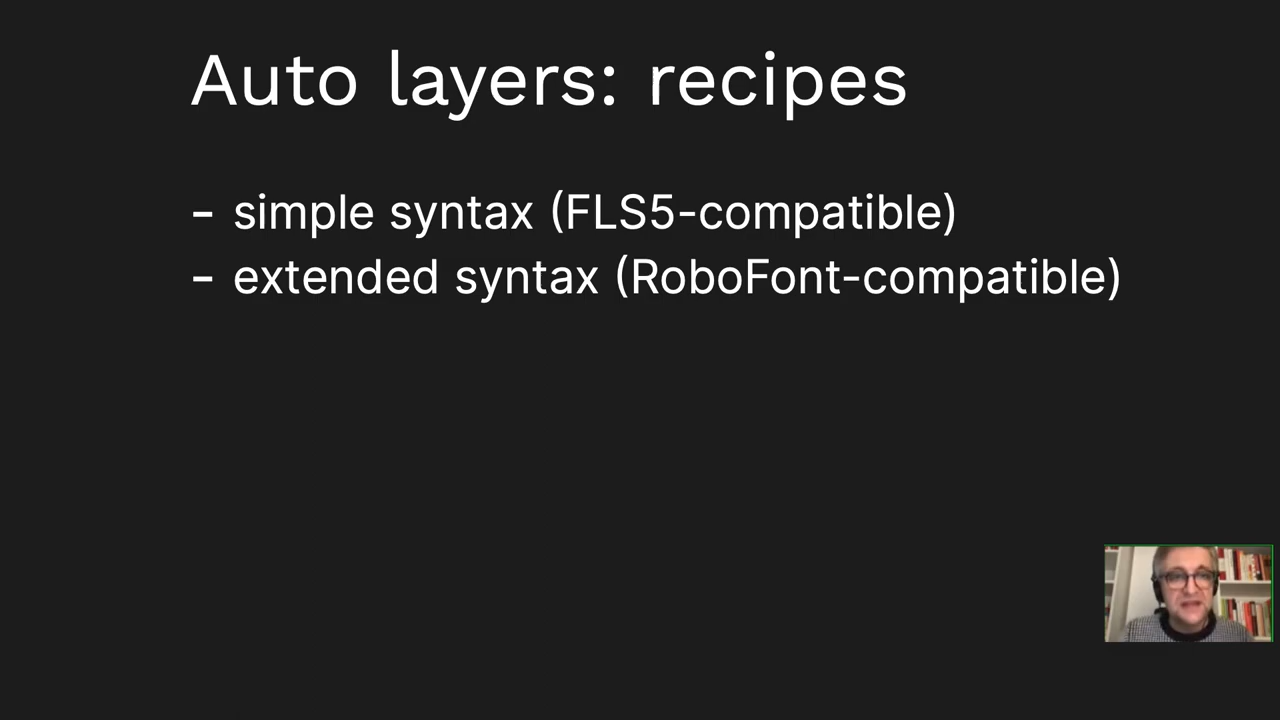 Auto layers: recipes
- simple syntax (FLS5-compatible)
- extended syntax (RoboFont-compatible)